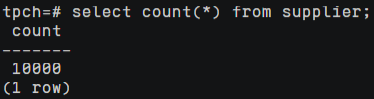 tpch=# select count(*) from supplier;
count
-------
10000
(1 row)